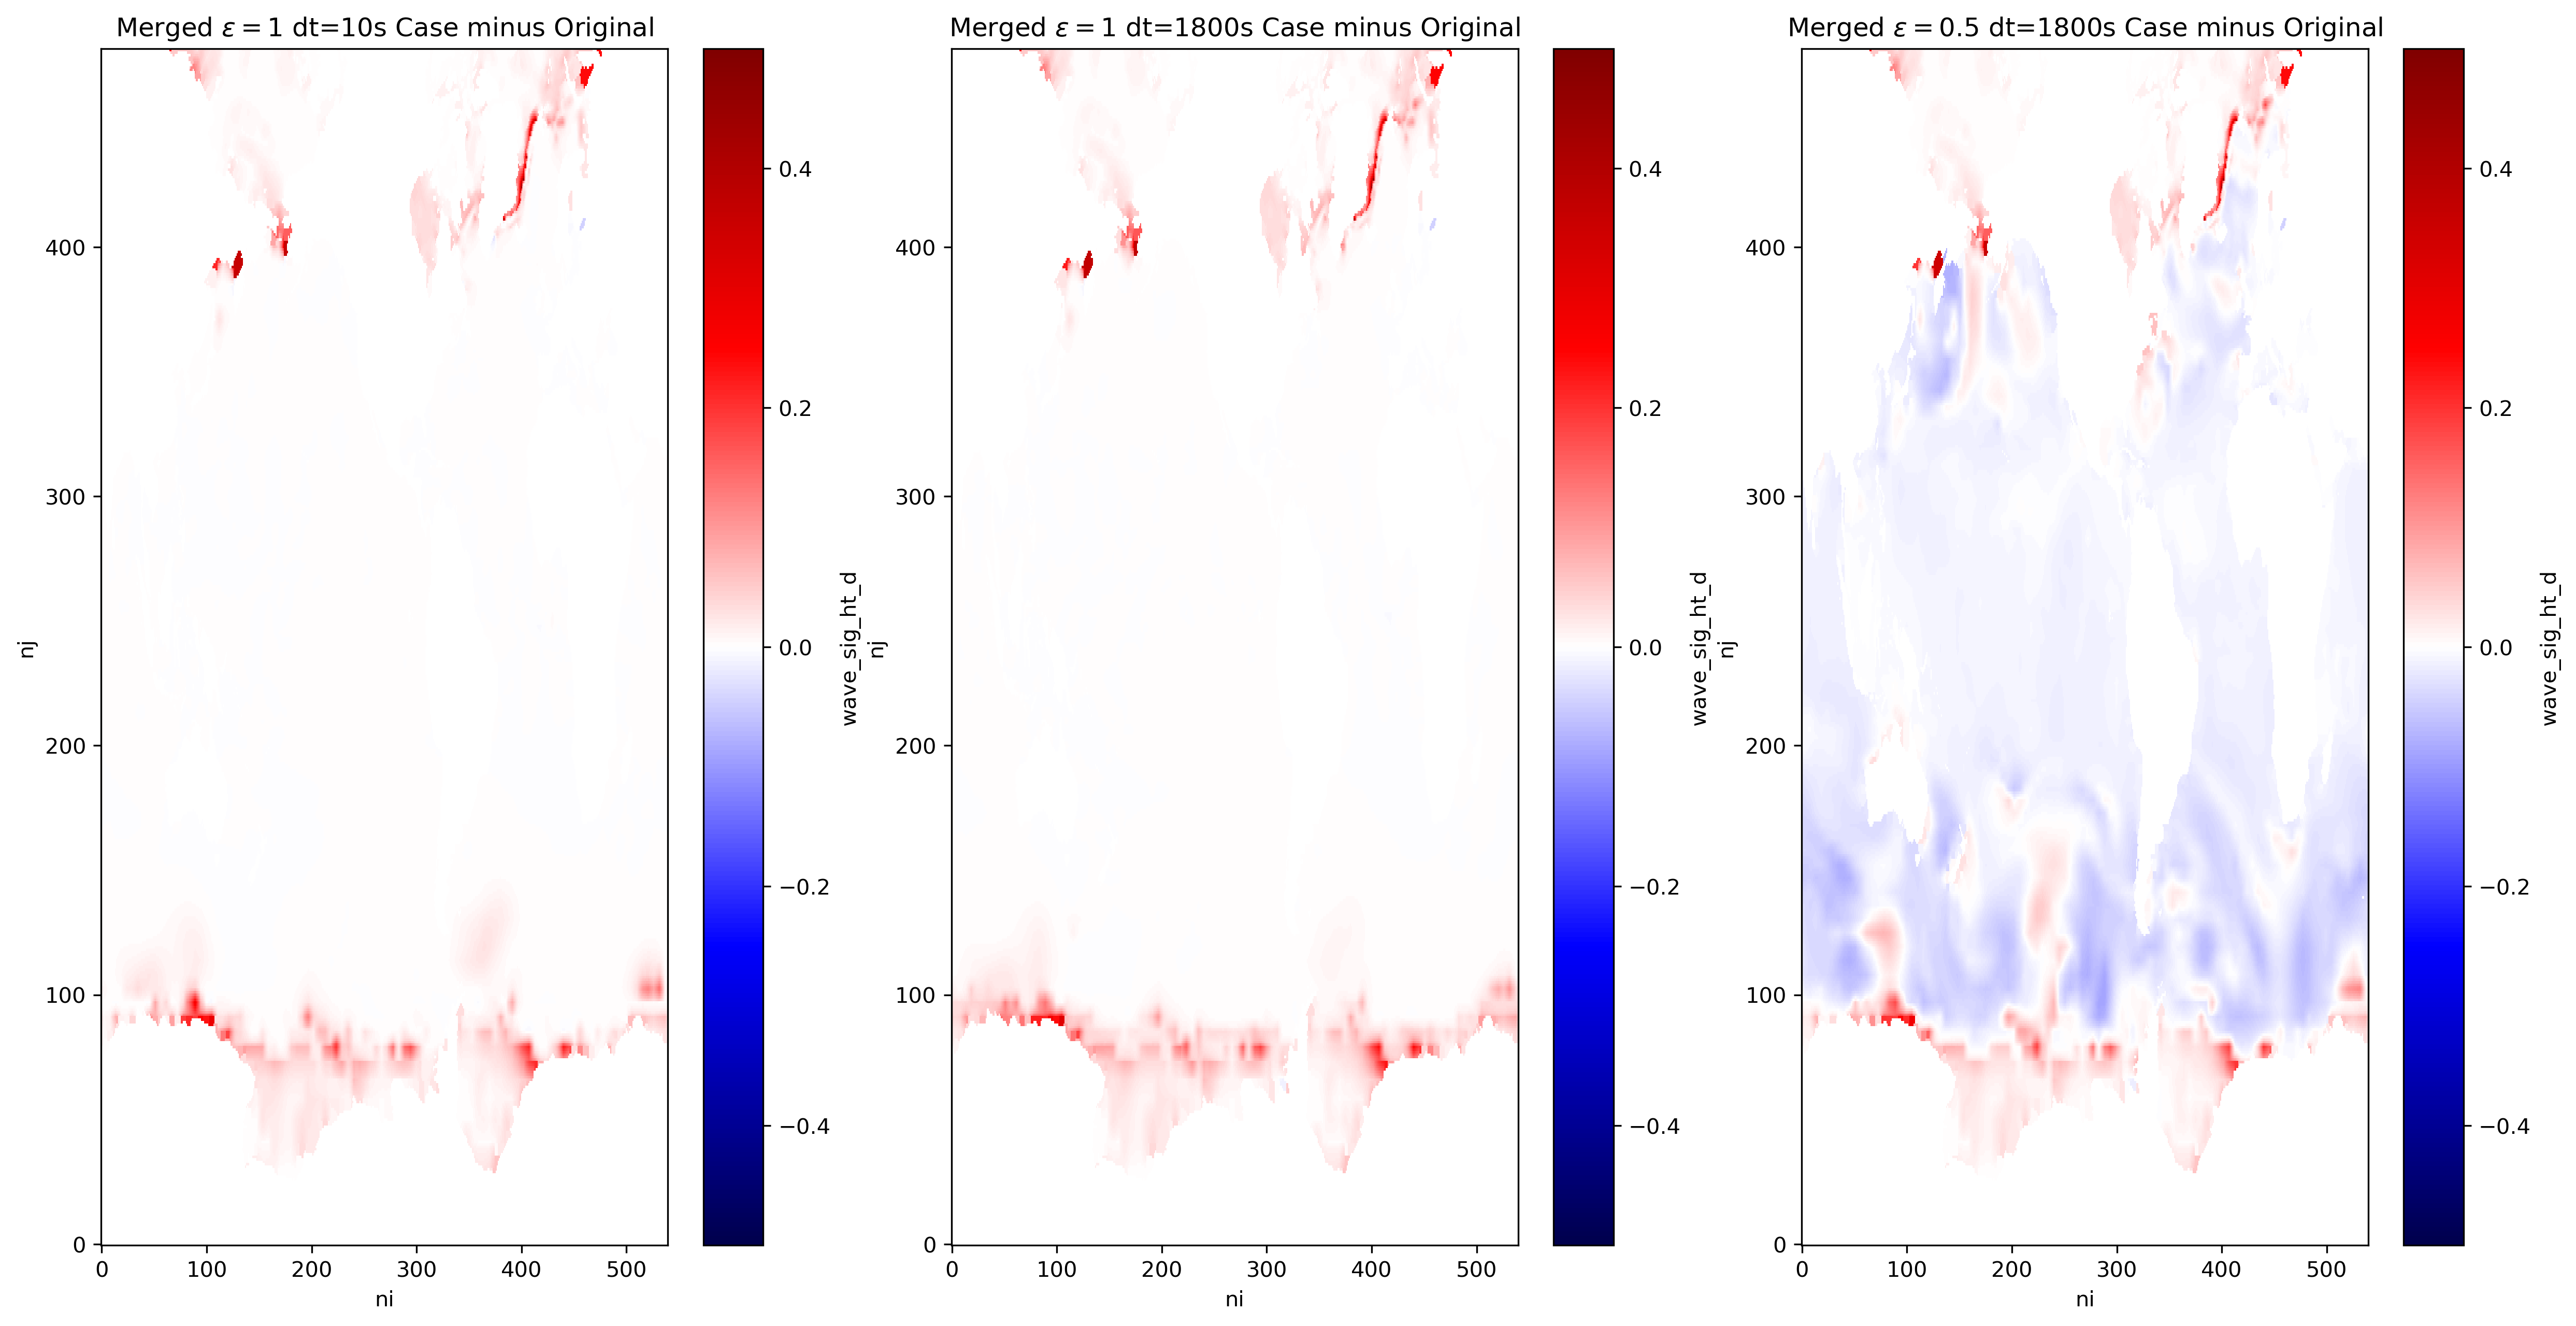 Merged ε = 1 dt=10s Case minus Original
nj
400
300
200
100
0
0 100 200 300 400 500
ni
0.4
0.2
0.0
−0.2
−0.4
wave_sig_ht_d
Merged ε = 1 dt=1800s Case minus Original
nj
400
300
200
100
0
0 100 200 300 400 500
ni
0.4
0.2
0.0
−0.2
−0.4
wave_sig_ht_d
Merged ε = 0.5 dt=1800s Case minus Original
nj
400
300
200
100
0
0 100 200 300 400 500
ni
0.4
0.2
0.0
−0.2
−0.4
wave_sig_ht_d